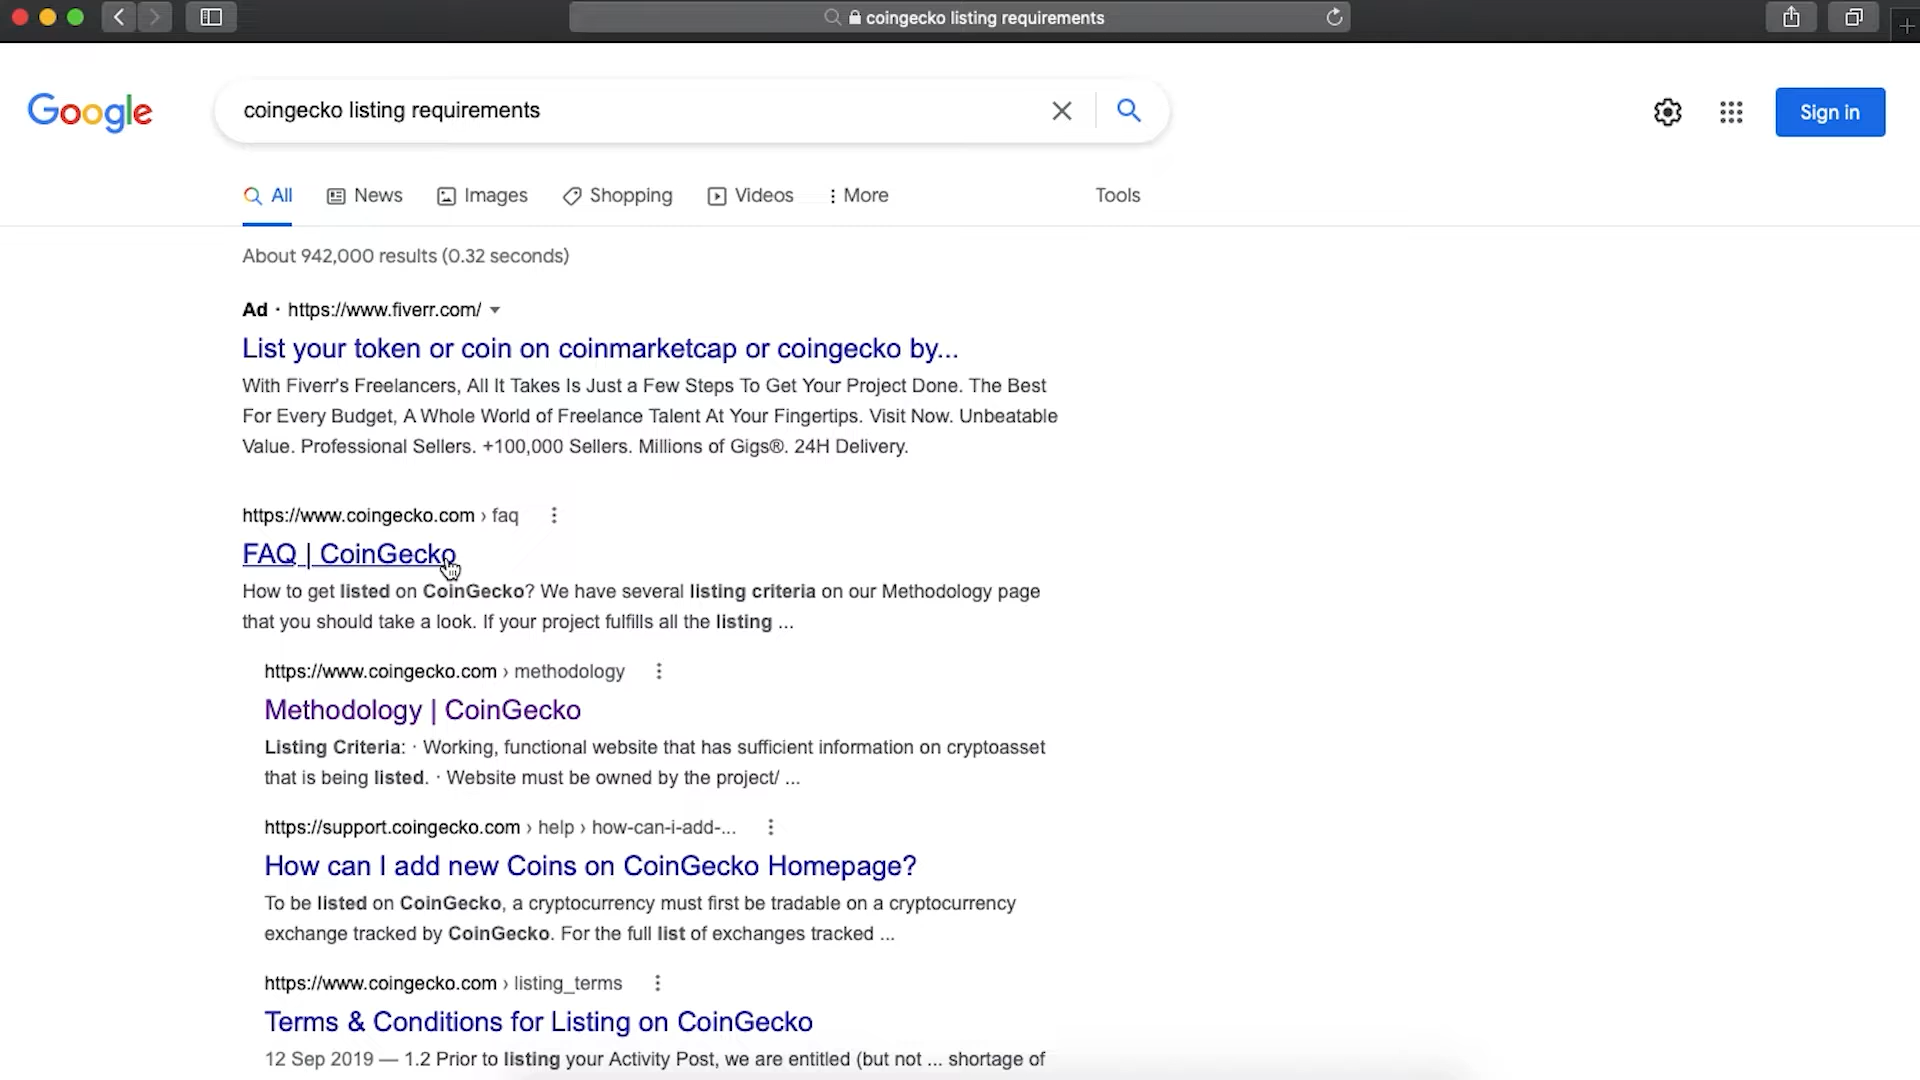 coingecko listing requirements
Google
coingecko listing requirements
Sign in
All News Images Shopping Videos More Tools
About 942,000 results (0.32 seconds)
Ad · https://www.fiverr.com/
List your token or coin on coinmarketcap or coingecko by...
With Fiverr's Freelancers, All It Takes Is Just a Few Steps To Get Your Project Done. The Best
For Every Budget, A Whole World of Freelance Talent At Your Fingertips. Visit Now. Unbeatable
Value. Professional Sellers. +100,000 Sellers. Millions of Gigs®. 24H Delivery.
https://www.coingecko.com › faq
FAQ | CoinGecko
How to get listed on CoinGecko? We have several listing criteria on our Methodology page
that you should take a look. If your project fulfills all the listing ...
https://www.coingecko.com › methodology
Methodology | CoinGecko
Listing Criteria: · Working, functional website that has sufficient information on cryptoasset
that is being listed. · Website must be owned by the project/ ...
https://support.coingecko.com › help › how-can-i-add-...
How can I add new Coins on CoinGecko Homepage?
To be listed on CoinGecko, a cryptocurrency must first be tradable on a cryptocurrency
exchange tracked by CoinGecko. For the full list of exchanges tracked ...
https://www.coingecko.com › listing_terms
Terms & Conditions for Listing on CoinGecko
12 Sep 2019 — 1.2 Prior to listing your Activity Post, we are entitled (but not ... shortage of